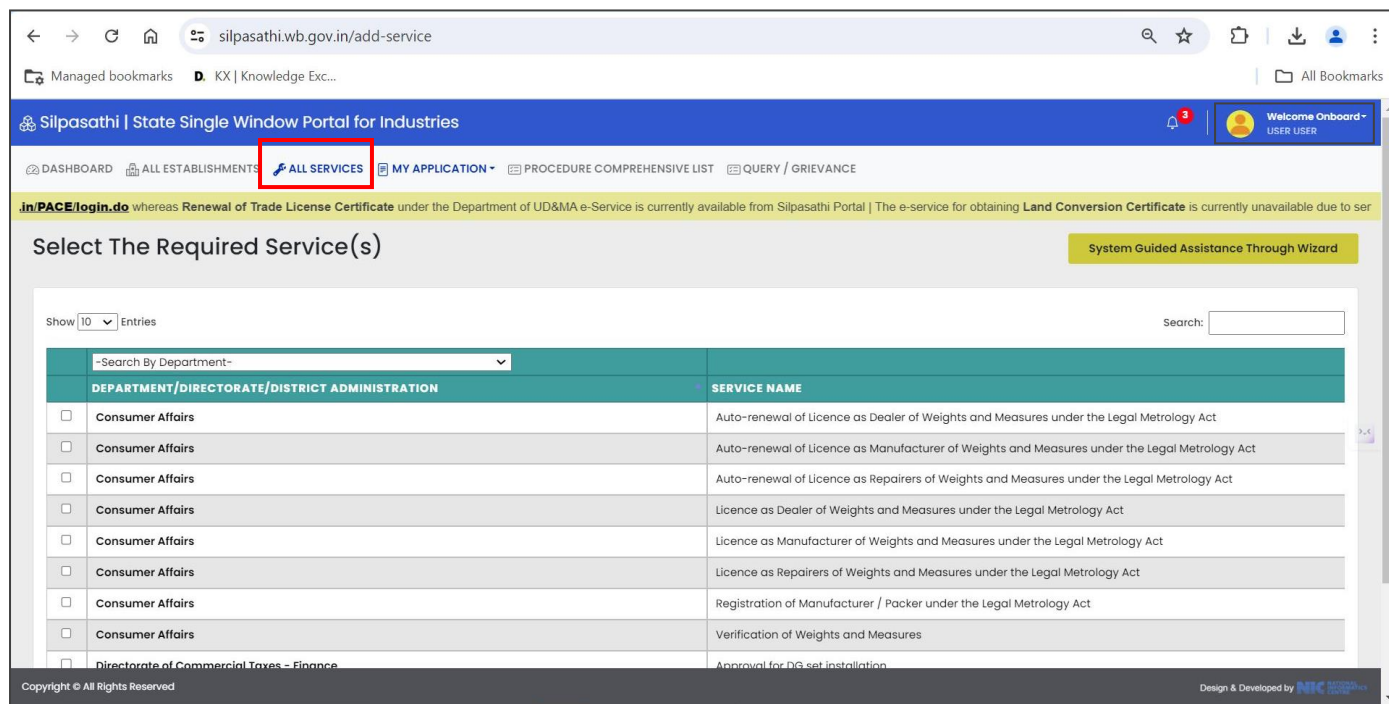 silpasathi.wb.gov.in/add-service
Managed bookmarks D. KX | Knowledge Exc... All Bookmarks
Silpasathi | State Single Window Portal for Industries 3 Welcome Onboard
USER USER
DASHBOARD ALL ESTABLISHMENTS ALL SERVICES MY APPLICATION PROCEDURE COMPREHENSIVE LIST QUERY / GRIEVANCE
.in/PACE/login.do whereas Renewal of Trade License Certificate under the Department of UD&MA e-Service is currently available from Silpasathi Portal | The e-service for obtaining Land Conversion Certificate is currently unavailable due to ser
Select The Required Service(s) System Guided Assistance Through Wizard
Show 10 Entries Search:
-Search By Department-
DEPARTMENT/DIRECTORATE/DISTRICT ADMINISTRATION SERVICE NAME
Consumer Affairs Auto-renewal of Licence as Dealer of Weights and Measures under the Legal Metrology Act
Consumer Affairs Auto-renewal of Licence as Manufacturer of Weights and Measures under the Legal Metrology Act
Consumer Affairs Auto-renewal of Licence as Repairers of Weights and Measures under the Legal Metrology Act
Consumer Affairs Licence as Dealer of Weights and Measures under the Legal Metrology Act
Consumer Affairs Licence as Manufacturer of Weights and Measures under the Legal Metrology Act
Consumer Affairs Licence as Repairers of Weights and Measures under the Legal Metrology Act
Consumer Affairs Registration of Manufacturer / Packer under the Legal Metrology Act
Consumer Affairs Verification of Weights and Measures
Directorate of Commercial Taxes - Finance Approval for DG set installation
Copyright © All Rights Reserved Design & Developed by NIC NATIONAL INFORMATICS CENTRE